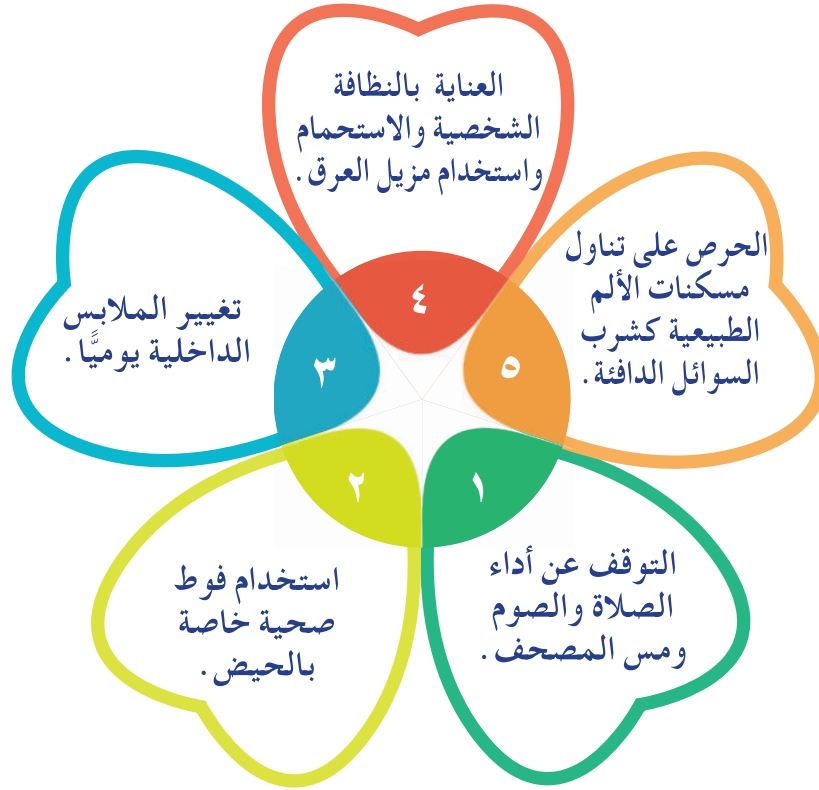 ١
التوقف عن أداء
الصلاة والصوم
ومس المصحف.
٢
استخدام فوط
صحية خاصة
بالحيض.
٣
تغيير الملابس
الداخلية يوميًّا.
٤
العناية بالنظافة
الشخصية والاستحمام
واستخدام مزيل العرق.
٥
الحرص على تناول
مسكنات الألم
الطبيعية كشرب
السوائل الدافئة.